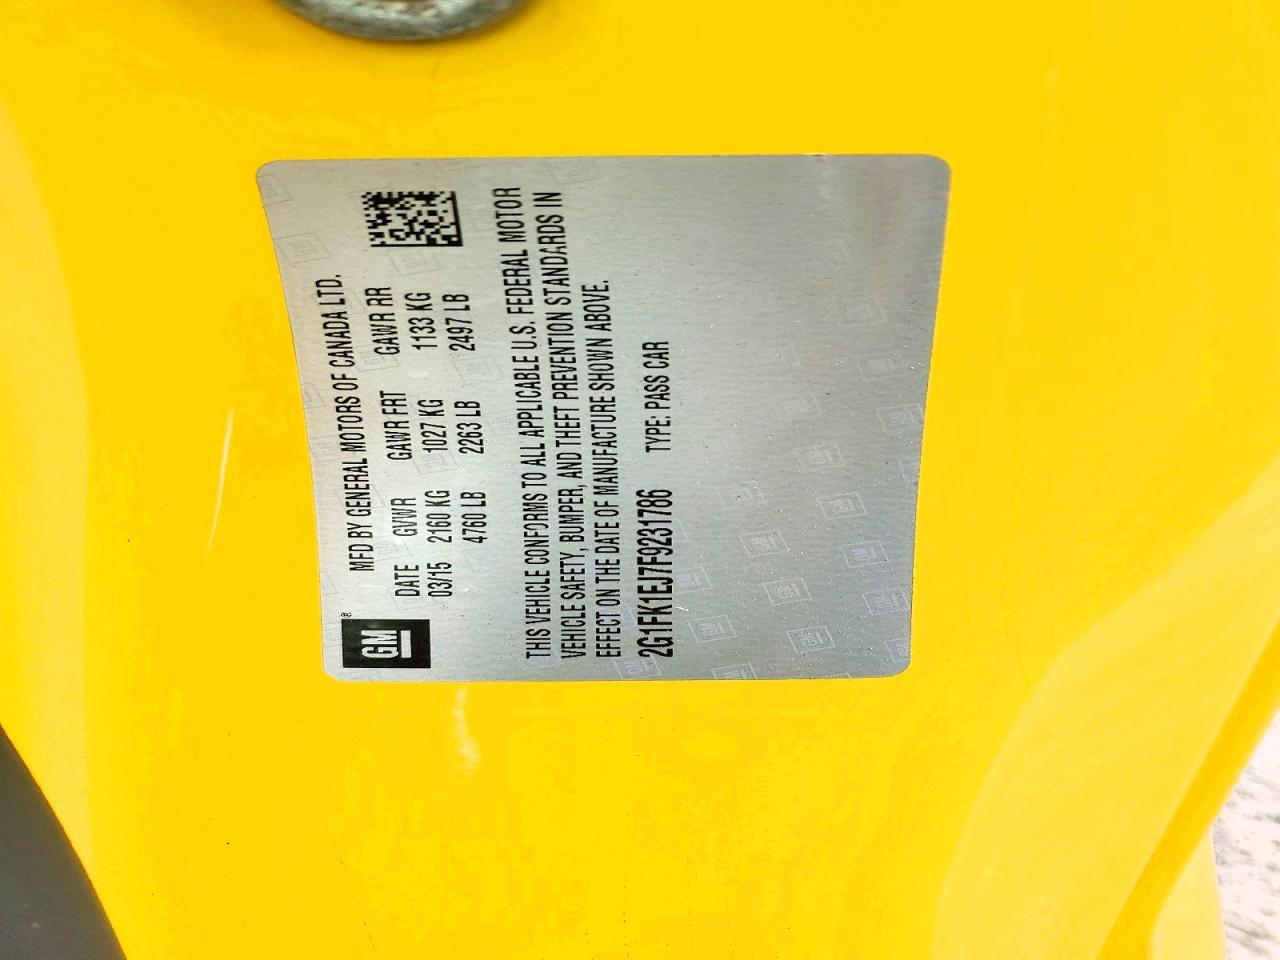 GM®
MFD BY GENERAL MOTORS OF CANADA LTD.
DATE GVWR GAWR FRT GAWR RR
03/15 2160 KG 1027 KG 1133 KG
4760 LB 2263 LB 2497 LB
THIS VEHICLE CONFORMS TO ALL APPLICABLE U.S. FEDERAL MOTOR
VEHICLE SAFETY, BUMPER, AND THEFT PREVENTION STANDARDS IN
EFFECT ON THE DATE OF MANUFACTURE SHOWN ABOVE.
2G1FK1EJ7F9231786 TYPE: PASS CAR